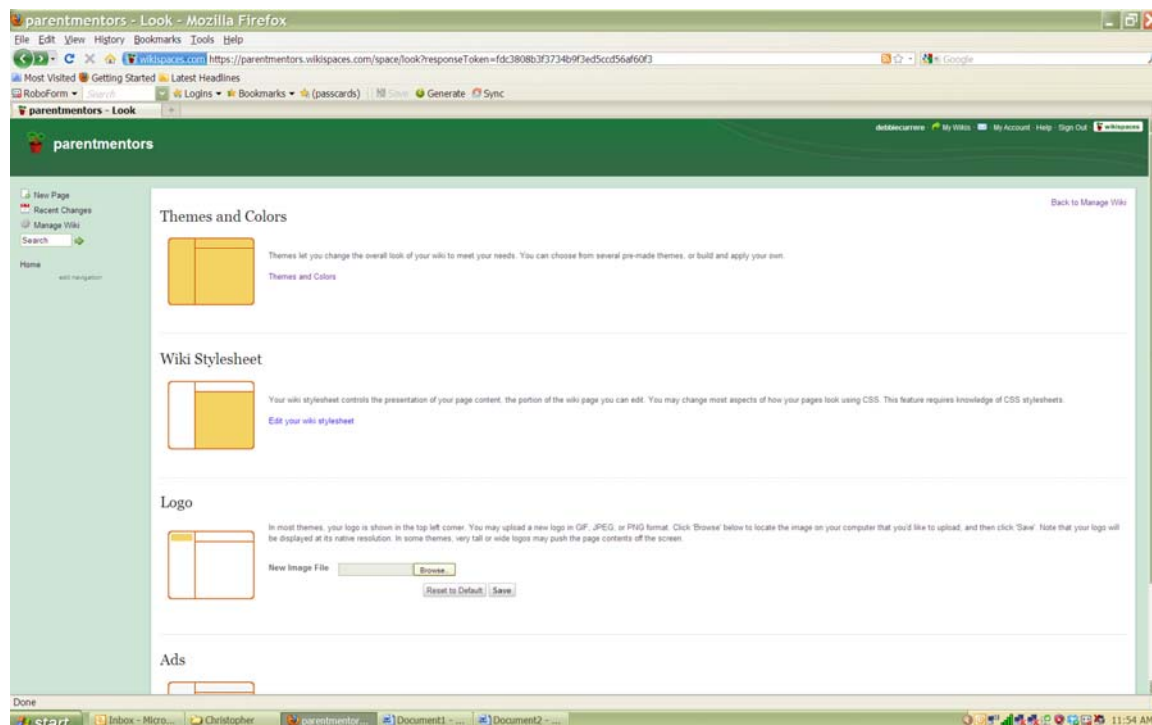 parentmentors - Look - Mozilla Firefox
File Edit View History Bookmarks Tools Help
wikispaces.com https://parentmentors.wikispaces.com/space/look?responseToken=fdc3808b3f3734b9f3ed5ccd56af60f3 Google
Most Visited Getting Started Latest Headlines
RoboForm Search Logins Bookmarks (passcards) Save Generate Sync
parentmentors - Look
debbiecurrere My Wikis My Account Help Sign Out wikispaces
parentmentors
New Page
Recent Changes
Manage Wiki
Search
Home
edit navigation
Back to Manage Wiki
Themes and Colors
Themes let you change the overall look of your wiki to meet your needs. You can choose from several pre-made themes, or build and apply your own.
Themes and Colors
Wiki Stylesheet
Your wiki stylesheet controls the presentation of your page content, the portion of the wiki page you can edit. You may change most aspects of how your pages look using CSS. This feature requires knowledge of CSS stylesheets.
Edit your wiki stylesheet
Logo
In most themes, your logo is shown in the top left corner. You may upload a new logo in GIF, JPEG, or PNG format. Click 'Browse' below to locate the image on your computer that you'd like to upload, and then click 'Save'. Note that your logo will
be displayed at its native resolution. In some themes, very tall or wide logos may push the page contents off the screen.
New Image File Browse..
Reset to Default Save
Ads
Done
start Inbox - Micro... Christopher parentmentor... Document1 - ... Document2 - ... 11:54 AM